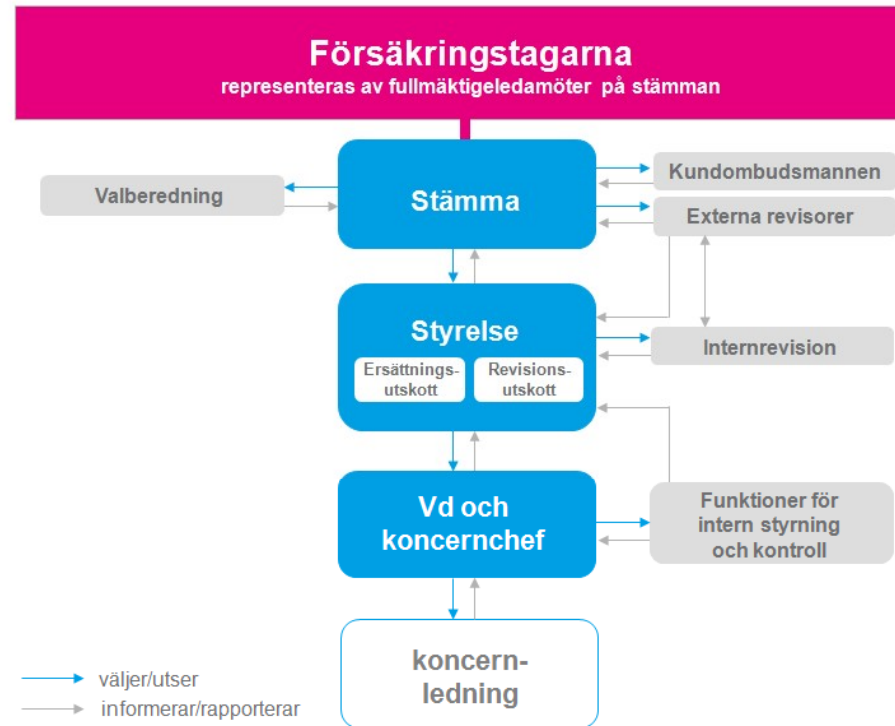 Försäkringstagarna
representeras av fullmäktigeledamöter på stämman
Valberedning
Stämma
Kundombudsmannen
Externa revisorer
Styrelse
Ersättnings-
utskott
Revisions-
utskott
Internrevision
Vd och
koncernchef
Funktioner för
intern styrning
och kontroll
koncern-
ledning
väljer/utser
informerar/rapporterar